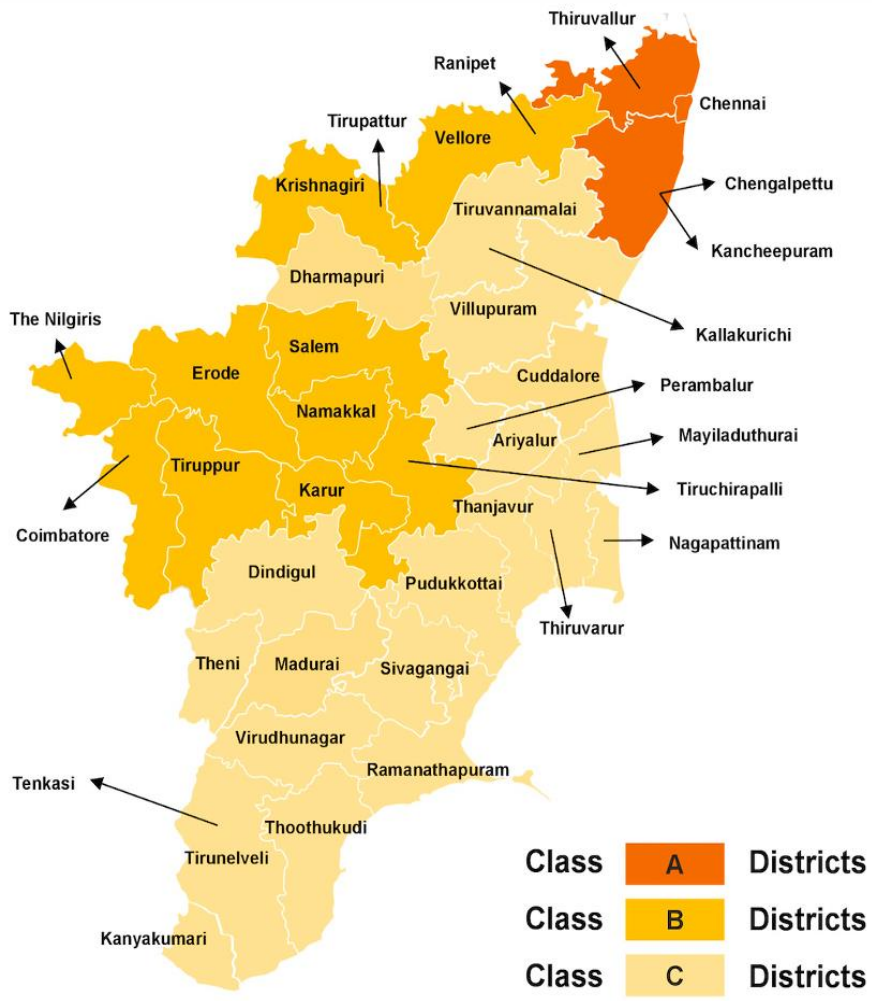 Thiruvallur
Ranipet
Chennai
Tirupattur
Vellore
Krishnagiri
Chengalpettu
Tiruvannamalai
Kancheepuram
Dharmapuri
Villupuram
The Nilgiris
Kallakurichi
Salem
Erode
Cuddalore
Perambalur
Namakkal
Ariyalur
Mayiladuthurai
Tiruppur
Karur
Tiruchirapalli
Thanjavur
Coimbatore
Nagapattinam
Dindigul
Pudukkottai
Thiruvarur
Theni
Madurai
Sivagangai
Virudhunagar
Ramanathapuram
Tenkasi
Thoothukudi
Tirunelveli
Kanyakumari
Class A Districts
Class B Districts
Class C Districts